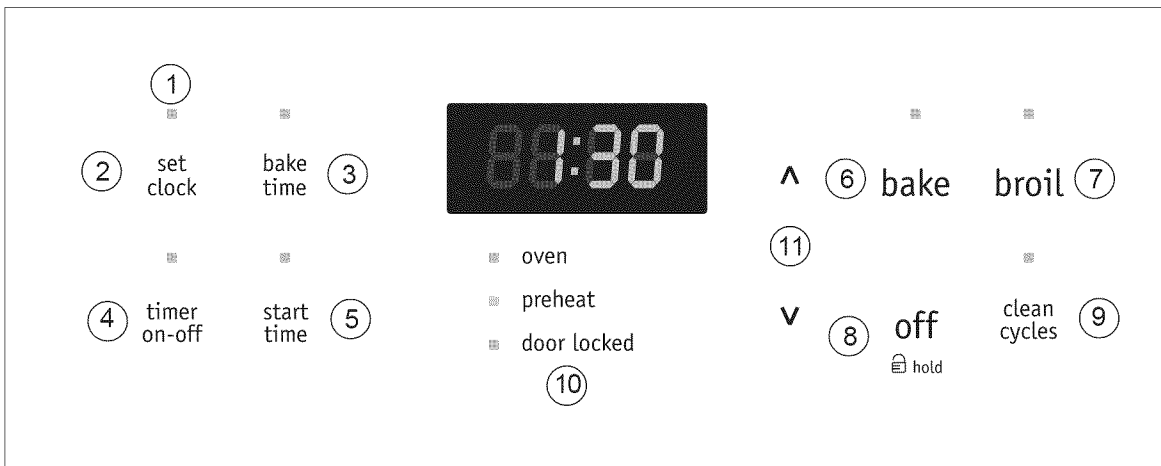 1
2
set
clock
bake
time
3
4
timer
on-off
start
time
5
1:30
oven
preheat
door locked
10
∧
11
∨
6
bake
broil
7
8
off
hold
clean
cycles
9